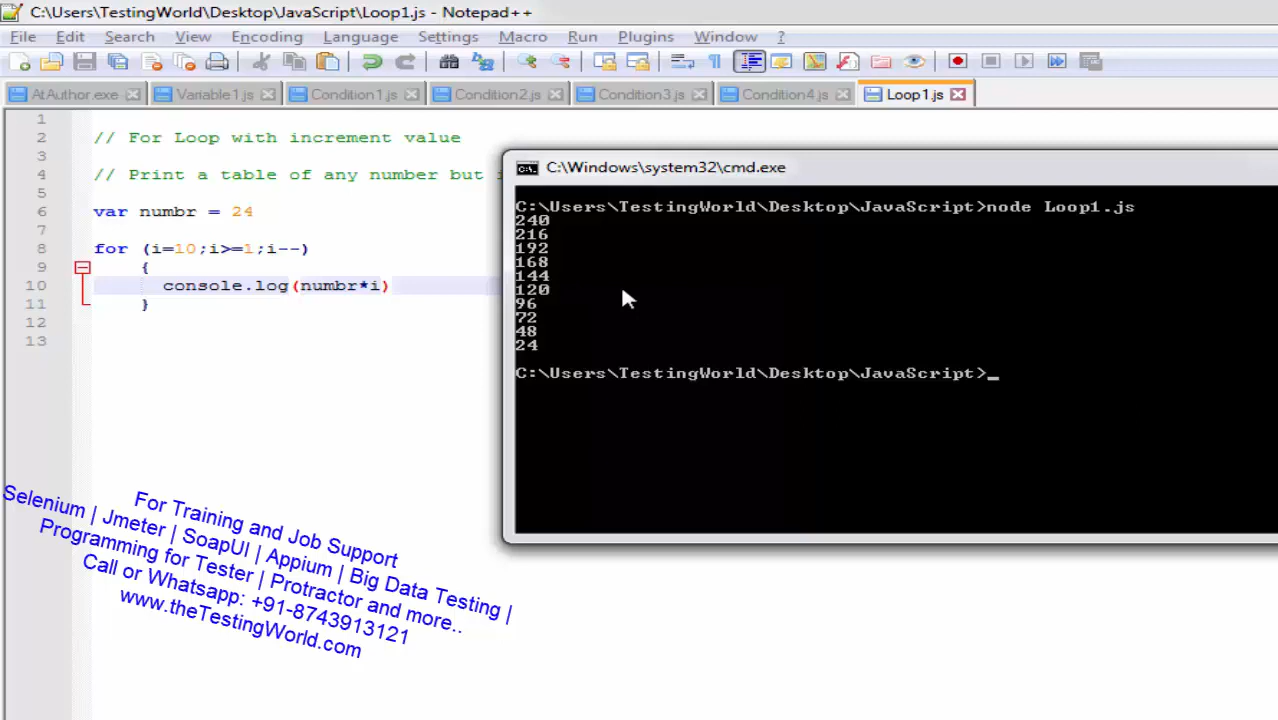 C:\Users\TestingWorld\Desktop\JavaScript\Loop1.js - Notepad++
File Edit Search View Encoding Language Settings Macro Run Plugins Window ?
AtAuthor.exe Variable1.js Condition1.js Condition2.js Condition3.js Condition4.js Loop1.js
1
2 // For Loop with increment value
3
4 // Print a table of any number but
5
6 var numbr = 24
7
8 for (i=10;i>=1;i--)
9 {
10 console.log(numbr*i)
11 }
12
13
C:\Windows\system32\cmd.exe
C:\Users\TestingWorld\Desktop\JavaScript>node Loop1.js
240
216
192
168
144
120
96
72
48
24
C:\Users\TestingWorld\Desktop\JavaScript>_
For Training and Job Support
Selenium | Jmeter | SoapUI | Appium | Big Data Testing |
Programming for Tester | Protractor and more..
Call or Whatsapp: +91-8743913121
www.theTestingWorld.com